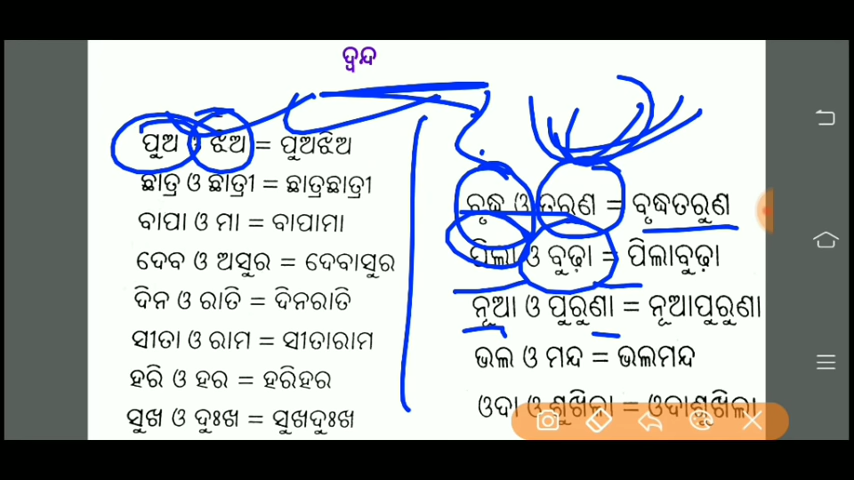 ଦ୍ୱନ୍ଦ
ପୁଅ ଓ ଝିଅ = ପୁଅଝିଅ
ଛାତ୍ର ଓ ଛାତ୍ରୀ = ଛାତ୍ରଛାତ୍ରୀ
ବାପା ଓ ମା = ବାପାମା
ଦେବ ଓ ଅସୁର = ଦେବାସୁର
ଦିନ ଓ ରାତି = ଦିନରାତି
ସୀତା ଓ ରାମ = ସୀତାରାମ
ହରି ଓ ହର = ହରିହର
ସୁଖ ଓ ଦୁଃଖ = ସୁଖଦୁଃଖ
ବୃଦ୍ଧ ଓ ତରୁଣ = ବୃଦ୍ଧତରୁଣ
ପିଲା ଓ ବୁଢ଼ା = ପିଲାବୁଢ଼ା
ନୂଆ ଓ ପୁରୁଣା = ନୂଆପୁରୁଣା
ଭଲ ଓ ମନ୍ଦ = ଭଲମନ୍ଦ
ଓଦା ଓ ଶୁଖିଲା = ଓଦାଶୁଖିଲା